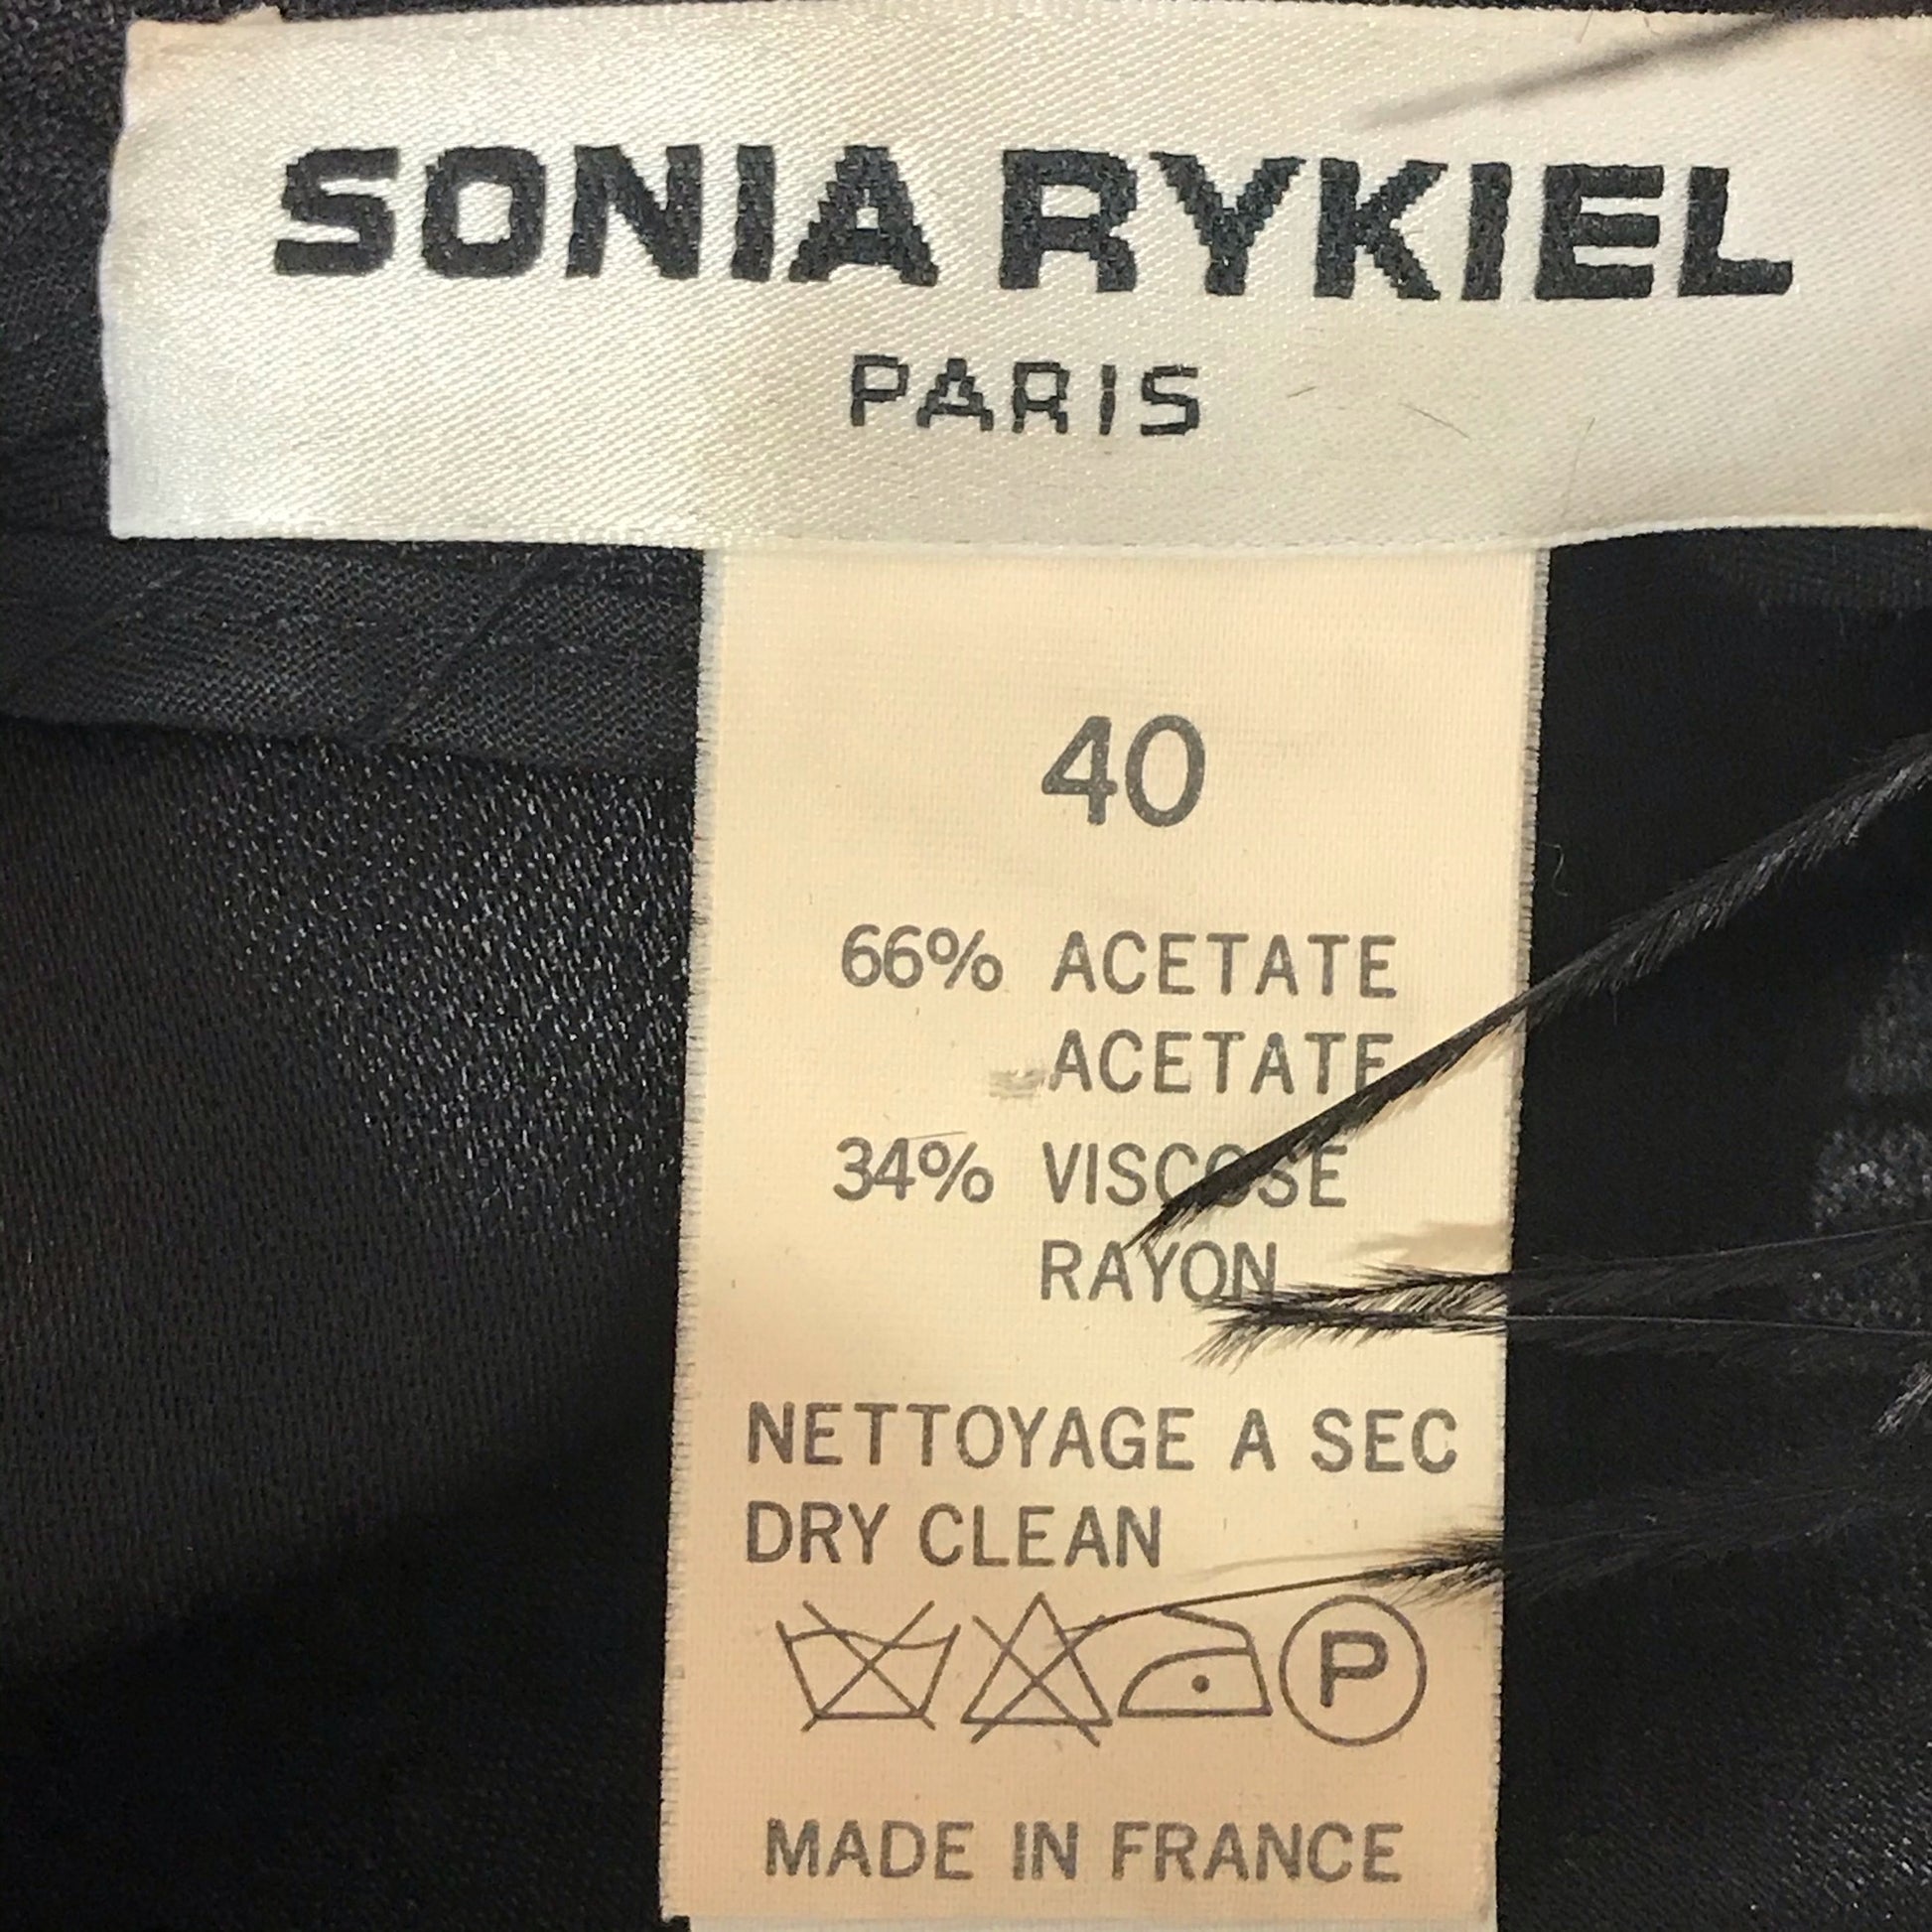 SONIA RYKIEL
PARIS
40
66% ACETATE
ACETATE
34% VISCOSE
RAYON
NETTOYAGE A SEC
DRY CLEAN
P
MADE IN FRANCE